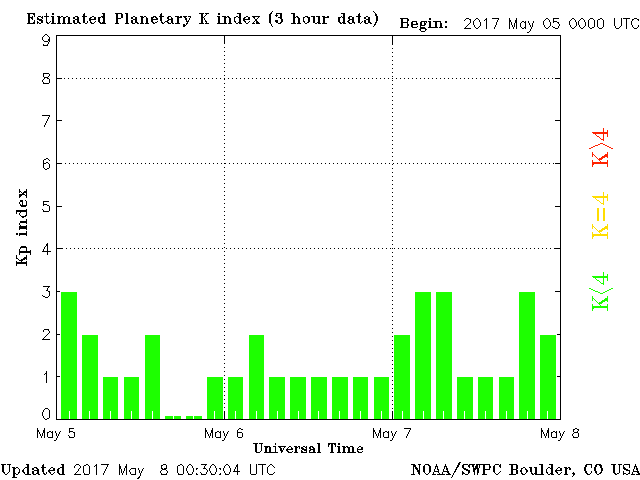 Estimated Planetary K index (3 hour data) Begin: 2017 May 05 0000 UTC
9
8
7
6
5
4
3
2
1
0
Kp index
K>4
K=4
K<4
May 5 May 6 May 7 May 8
Universal Time
Updated 2017 May 8 00:30:04 UTC NOAA/SWPC Boulder, CO USA